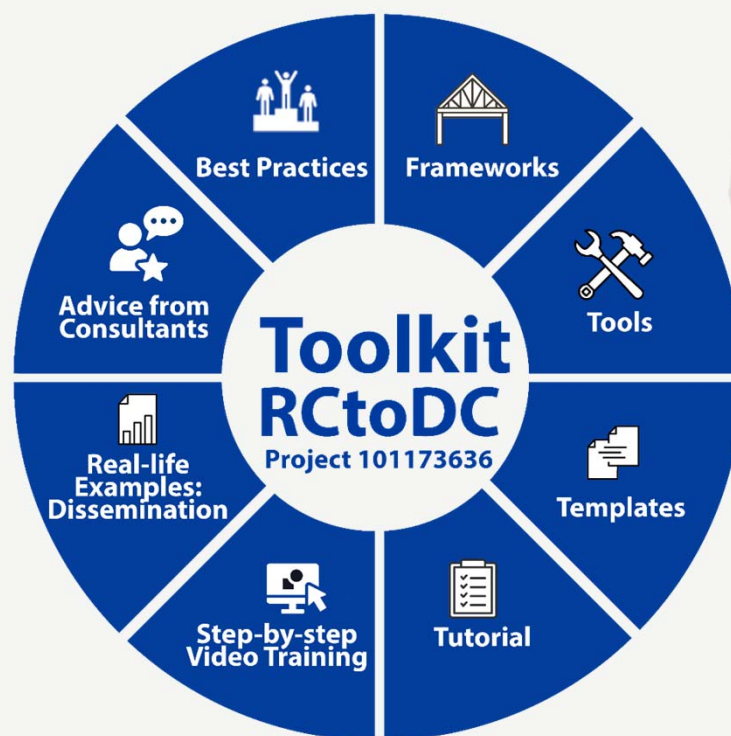 Toolkit
RCtoDC
Project 101173636
Best Practices
Frameworks
Tools
Templates
Tutorial
Step-by-step
Video Training
Real-life
Examples:
Dissemination
Advice from
Consultants